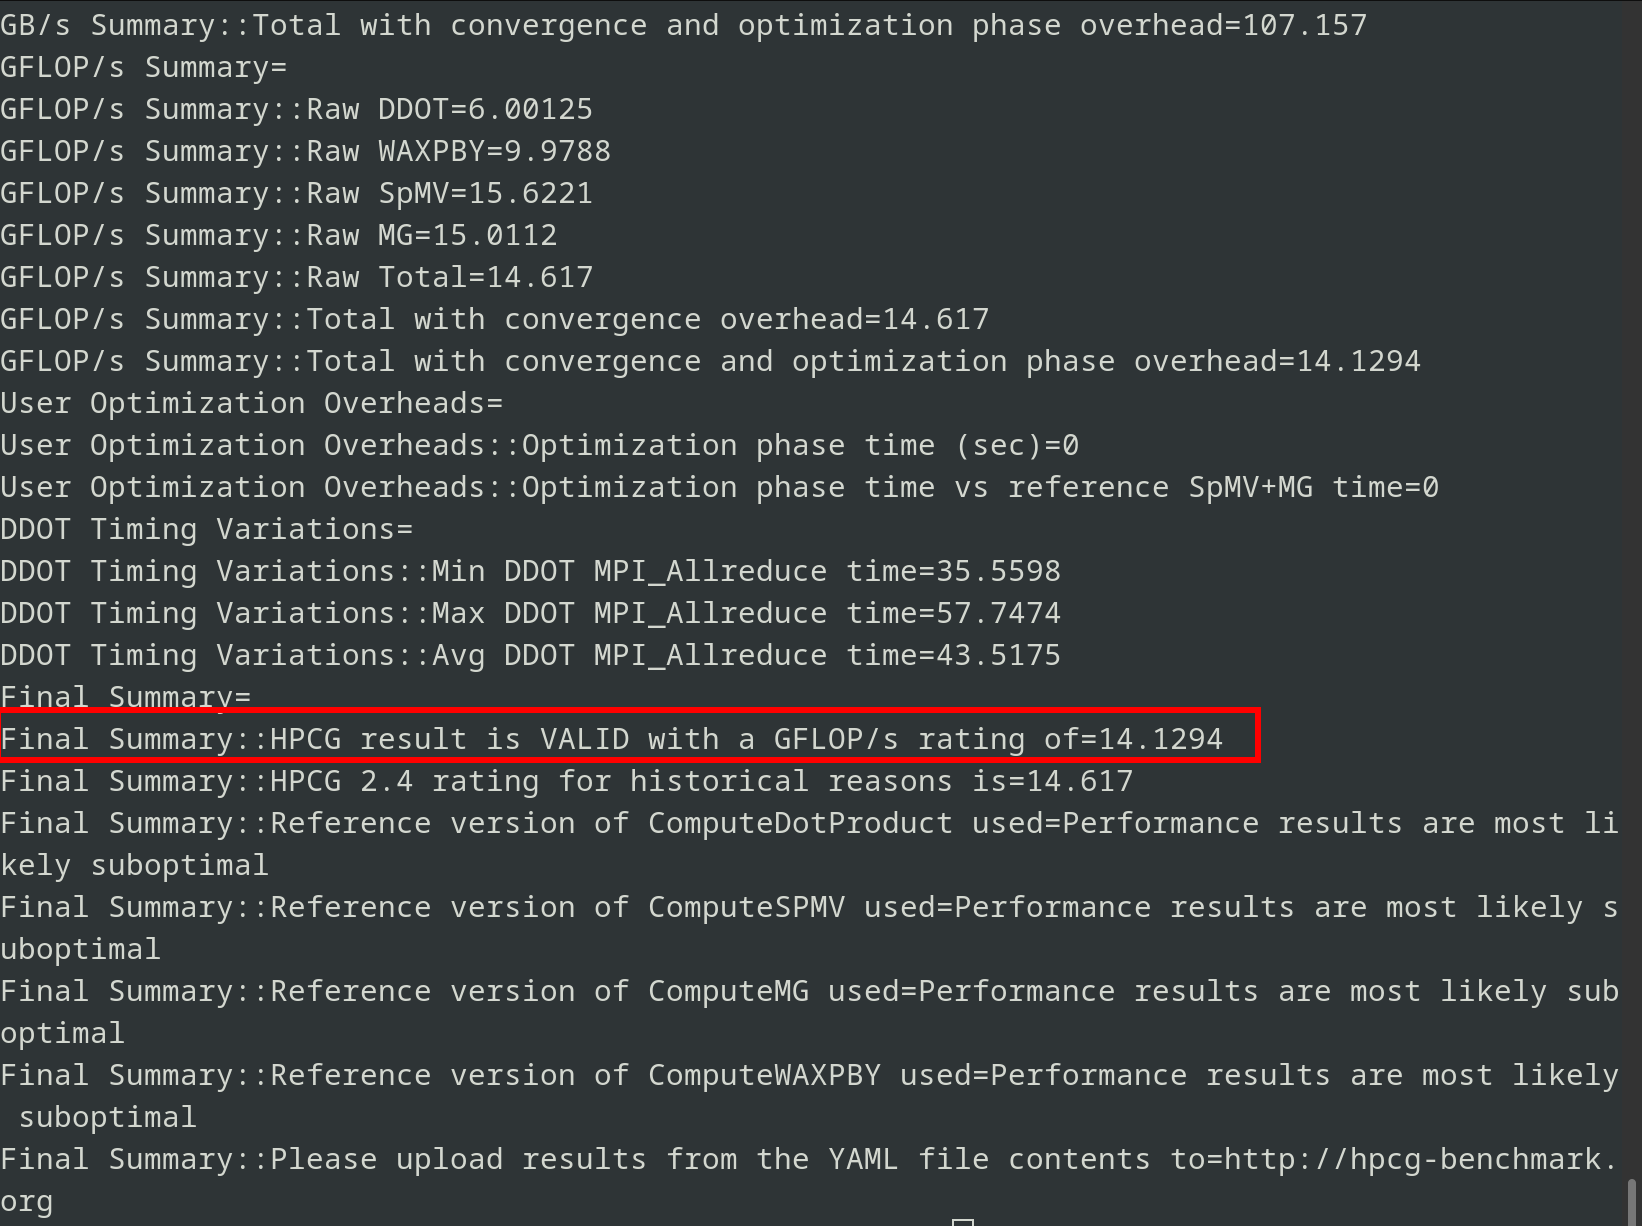 GB/s Summary::Total with convergence and optimization phase overhead=107.157
GFLOP/s Summary=
GFLOP/s Summary::Raw DDOT=6.00125
GFLOP/s Summary::Raw WAXPBY=9.9788
GFLOP/s Summary::Raw SpMV=15.6221
GFLOP/s Summary::Raw MG=15.0112
GFLOP/s Summary::Raw Total=14.617
GFLOP/s Summary::Total with convergence overhead=14.617
GFLOP/s Summary::Total with convergence and optimization phase overhead=14.1294
User Optimization Overheads=
User Optimization Overheads::Optimization phase time (sec)=0
User Optimization Overheads::Optimization phase time vs reference SpMV+MG time=0
DDOT Timing Variations=
DDOT Timing Variations::Min DDOT MPI_Allreduce time=35.5598
DDOT Timing Variations::Max DDOT MPI_Allreduce time=57.7474
DDOT Timing Variations::Avg DDOT MPI_Allreduce time=43.5175
Final Summary=
Final Summary::HPCG result is VALID with a GFLOP/s rating of=14.1294
Final Summary::HPCG 2.4 rating for historical reasons is=14.617
Final Summary::Reference version of ComputeDotProduct used=Performance results are most li
kely suboptimal
Final Summary::Reference version of ComputeSPMV used=Performance results are most likely s
uboptimal
Final Summary::Reference version of ComputeMG used=Performance results are most likely sub
optimal
Final Summary::Reference version of ComputeWAXPBY used=Performance results are most likely
 suboptimal
Final Summary::Please upload results from the YAML file contents to=http://hpcg-benchmark.
org